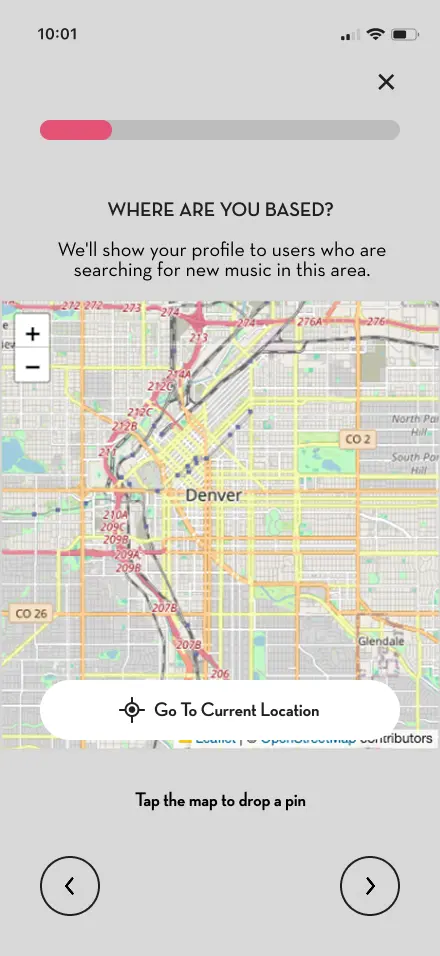 10:01
WHERE ARE YOU BASED?
We'll show your profile to users who are
searching for new music in this area.
272 272
273
274
274
276A
276
213
214A
212C
212C
212B
211
North Pa
Hill
CO 2
South Pa
Hill
Denver
210A
209C
209B
209A
209B
207B
CO 26
207B
Glendale
206
+
−
Go To Current Location
Leaflet | © OpenStreetMap contributors
Tap the map to drop a pin